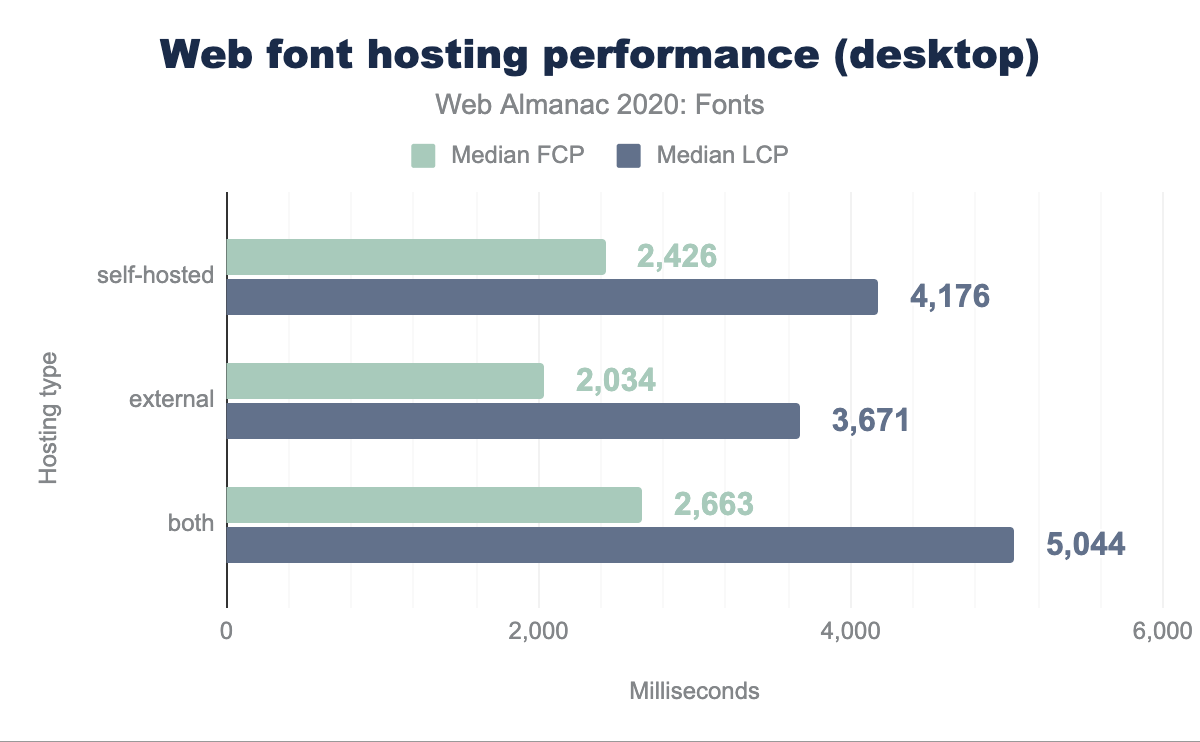 Web font hosting performance (desktop)
Web Almanac 2020: Fonts
Median FCP
Median LCP
Hosting type
self-hosted
2,426
4,176
external
2,034
3,671
both
2,663
5,044
0
2,000
4,000
6,000
Milliseconds